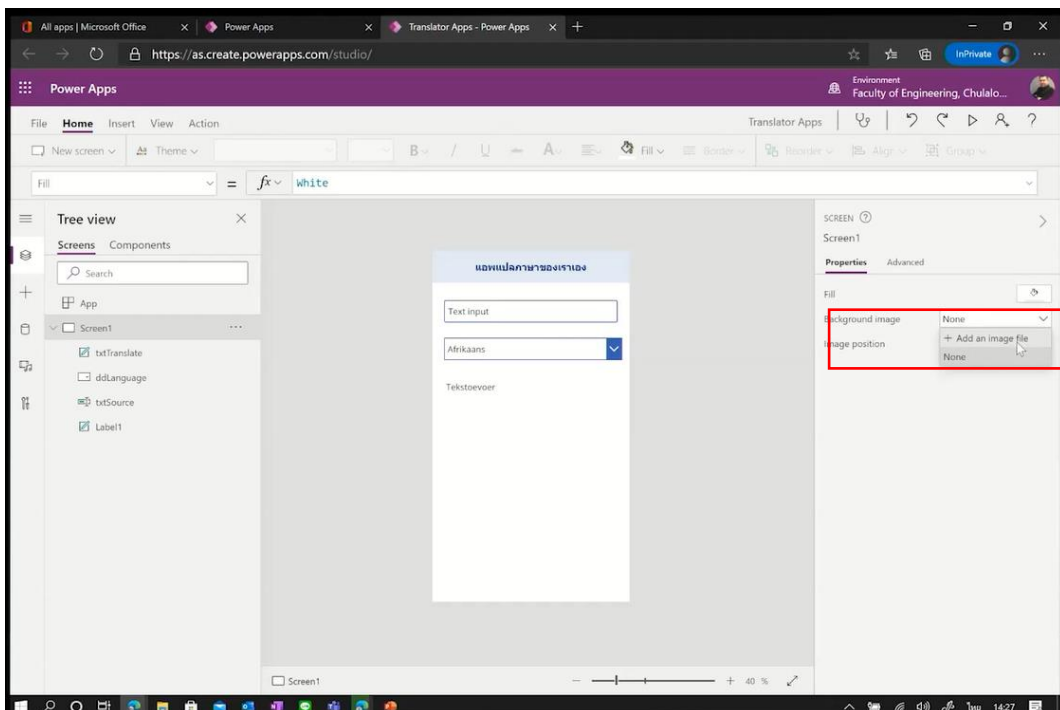 All apps | Microsoft Office
Power Apps
Translator Apps - Power Apps
https://as.create.powerapps.com/studio/
InPrivate
Power Apps
Environment
Faculty of Engineering, Chulalo...
File Home Insert View Action
Translator Apps
New screen
Theme
B / U A Fill Border Reorder Align Group
Fill = fx White
Tree view
Screens Components
Search
App
Screen1 ...
txtTranslate
ddLanguage
txtSource
Label1
แอพแปลภาษาของเราเอง
Text input
Afrikaans
Tekstoevoer
SCREEN
Screen1
Properties Advanced
Fill
Background image None
+ Add an image file
Image position
None
Screen1
− + 40 %
ไทย 14:27